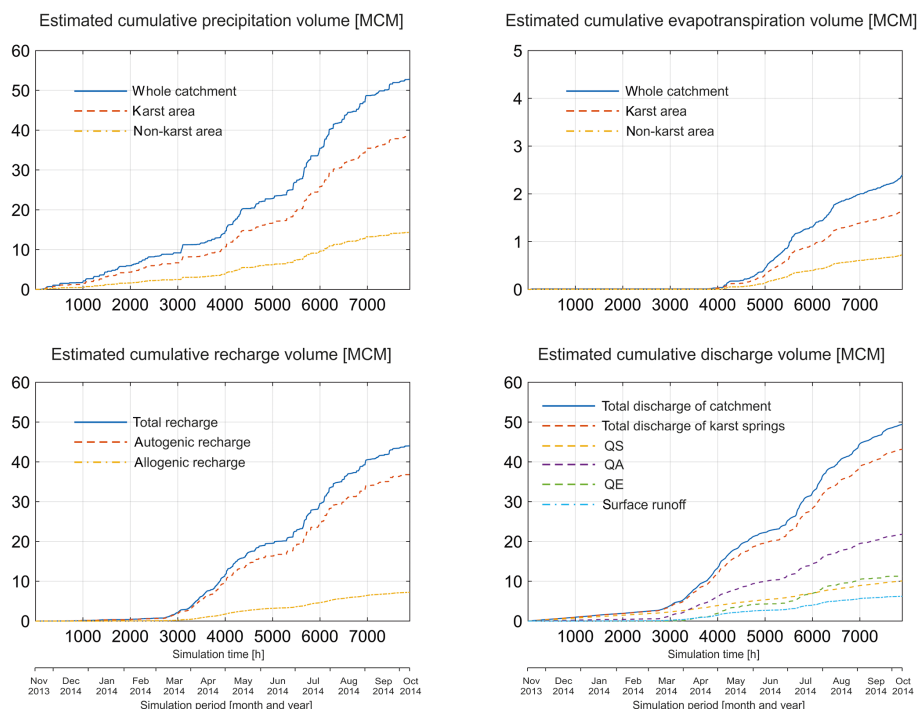 Estimated cumulative precipitation volume [MCM]
60
50
40
30
20
10
0
Whole catchment
Karst area
Non-karst area
1000 2000 3000 4000 5000 6000 7000
Estimated cumulative evapotranspiration volume [MCM]
5
4
3
2
1
0
Whole catchment
Karst area
Non-karst area
1000 2000 3000 4000 5000 6000 7000
Estimated cumulative recharge volume [MCM]
60
50
40
30
20
10
0
Total recharge
Autogenic recharge
Allogenic recharge
1000 2000 3000 4000 5000 6000 7000
Simulation time [h]
Nov Dec Jan Feb Mar Apr May Jun Jul Aug Sep Oct
2013 2014 2014 2014 2014 2014 2014 2014 2014 2014 2014 2014
Simulation period [month and year]
Estimated cumulative discharge volume [MCM]
60
50
40
30
20
10
0
Total discharge of catchment
Total discharge of karst springs
QS
QA
QE
Surface runoff
1000 2000 3000 4000 5000 6000 7000
Simulation time [h]
Nov Dec Jan Feb Mar Apr May Jun Jul Aug Sep Oct
2013 2014 2014 2014 2014 2014 2014 2014 2014 2014 2014 2014
Simulation period [month and year]